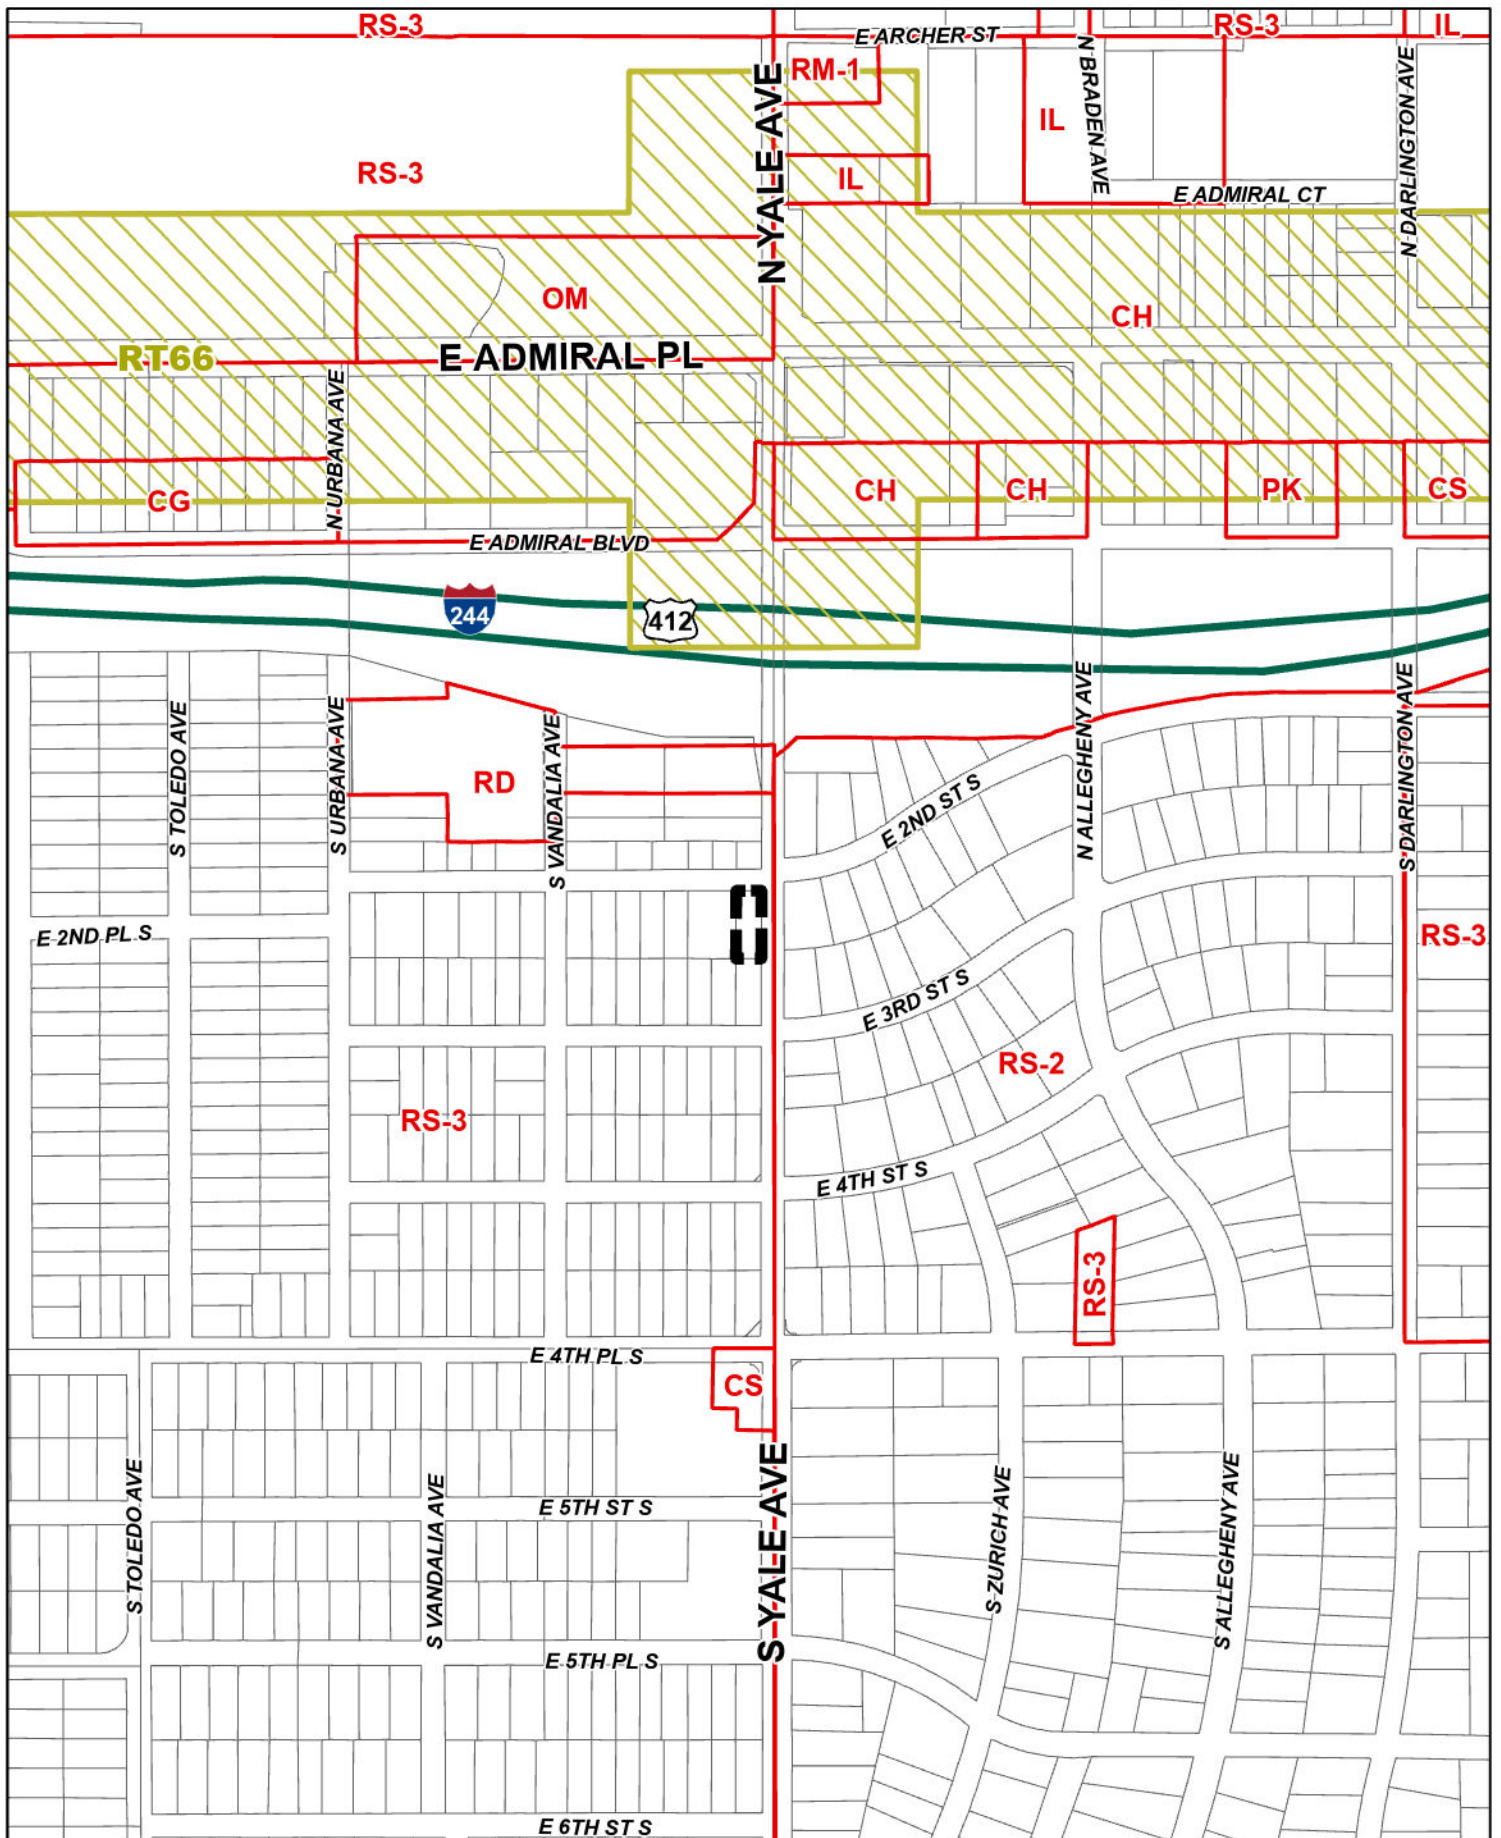 RS-3
RS-3
IL
E ARCHER ST
RM-1
N YALE AVE
N BRADEN AVE
N DARLINGTON AVE
IL
RS-3
IL
E ADMIRAL CT
OM
CH
RT66
E ADMIRAL PL
N URBANA AVE
CG
CH
CH
PK
CS
E ADMIRAL BLVD
244
412
S TOLEDO AVE
S URBANA AVE
S VANDALIA AVE
N ALLEGHENY AVE
S DARLINGTON AVE
RD
E 2ND ST S
E 2ND PL S
RS-3
E 3RD ST S
RS-2
RS-3
E 4TH ST S
RS-3
E 4TH PL S
CS
S YALE AVE
S TOLEDO AVE
S VANDALIA AVE
E 5TH ST S
S ZURICH AVE
S ALLEGHENY AVE
E 5TH PL S
E 6TH ST S